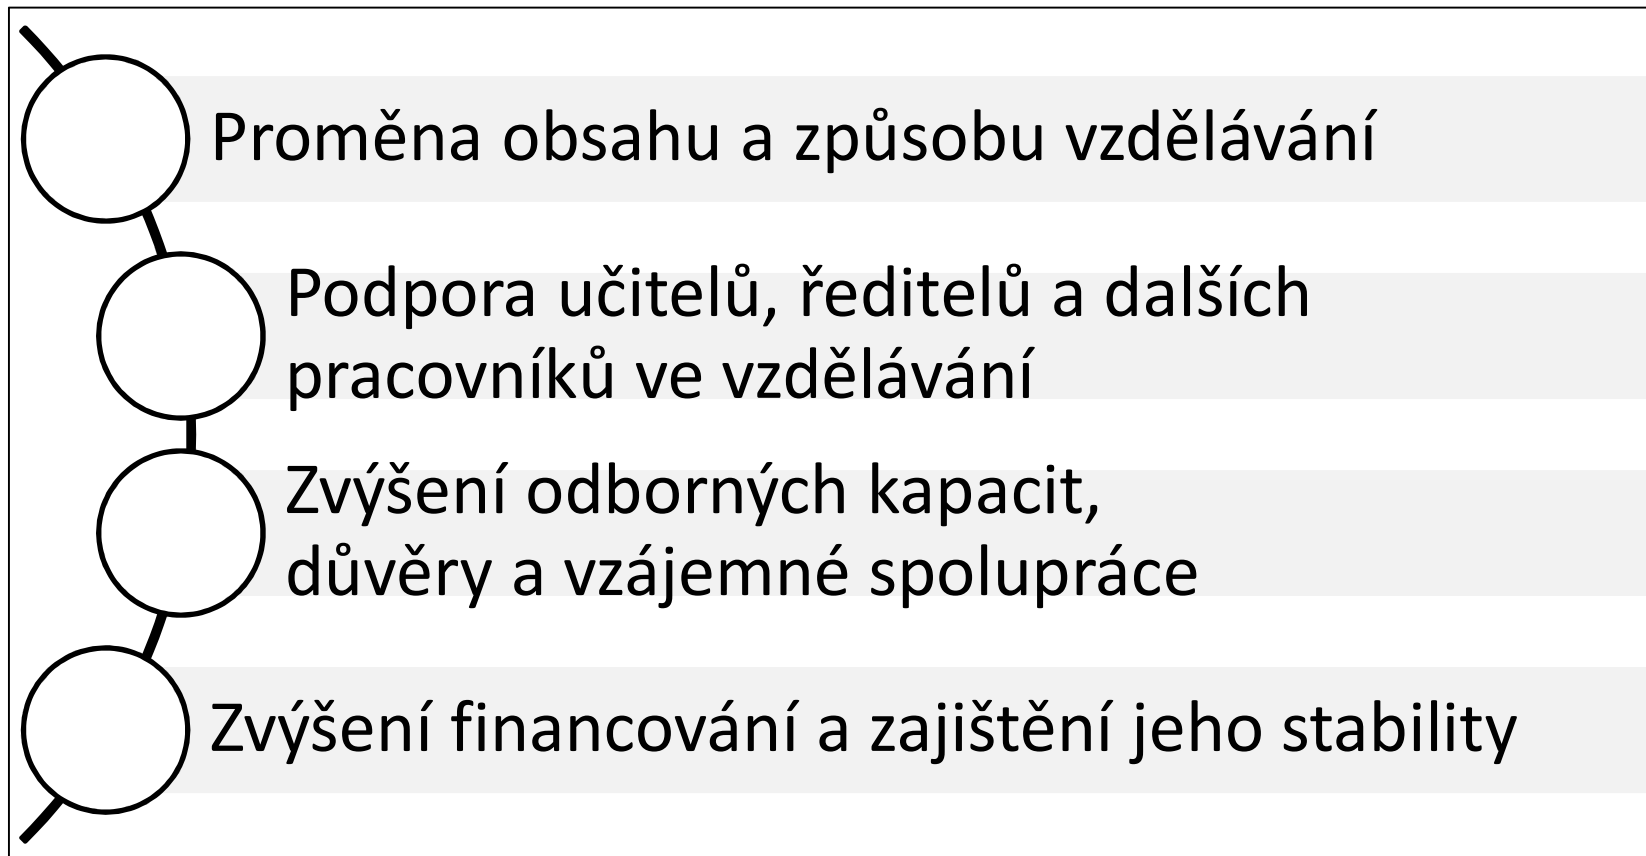 Proměna obsahu a způsobu vzdělávání
Podpora učitelů, ředitelů a dalších
pracovníků ve vzdělávání
Zvýšení odborných kapacit,
důvěry a vzájemné spolupráce
Zvýšení financování a zajištění jeho stability